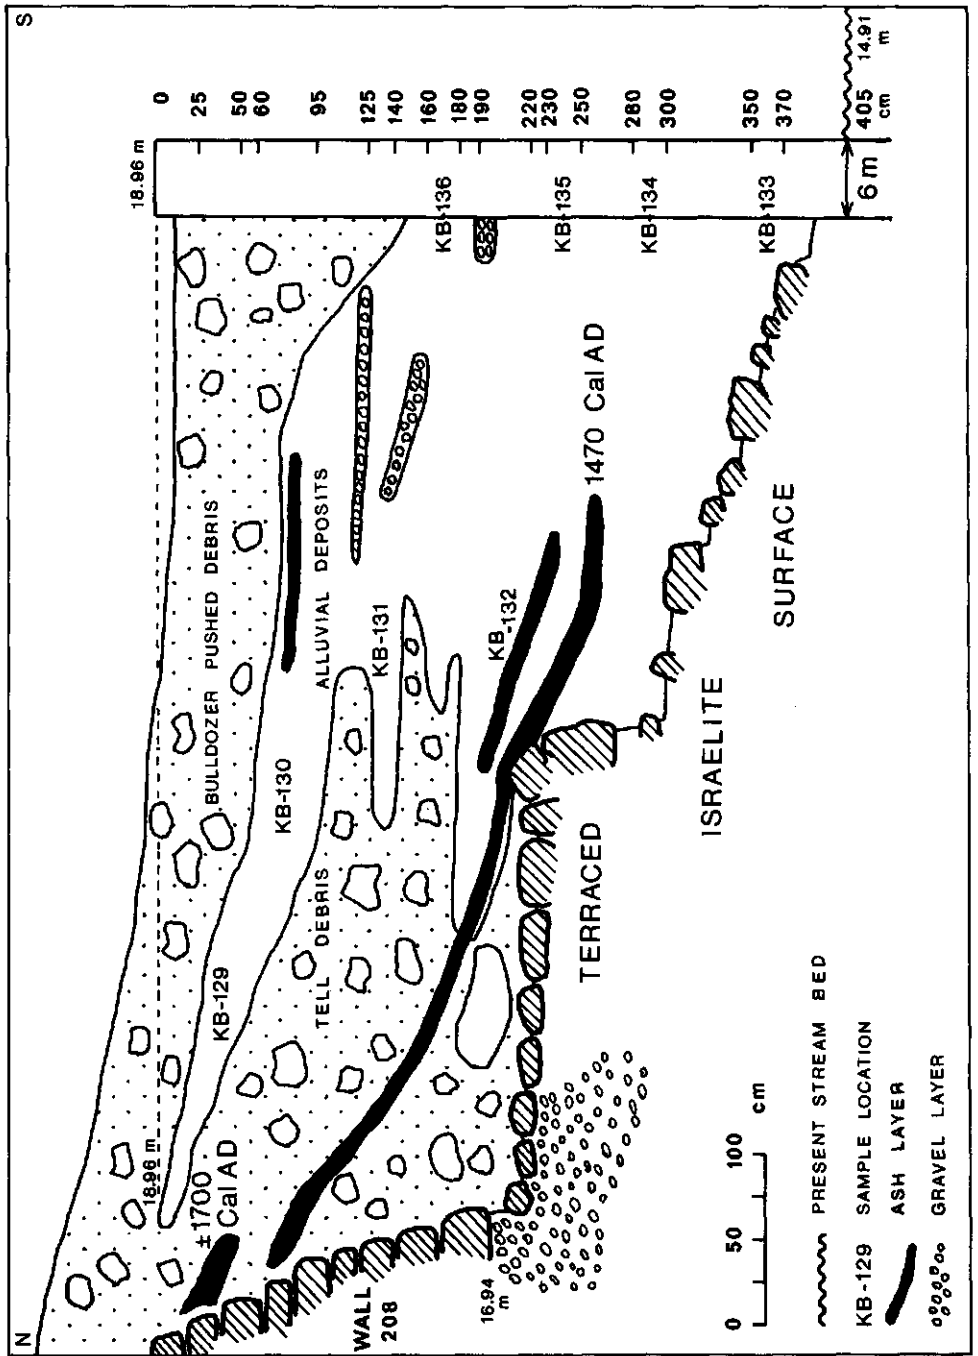 N
S
18.96 m
18.96 m
0
25
50
60
95
125
140
160
180
190
220
230
250
280
300
350
370
405
cm
14.91
m
6 m
BULLDOZER PUSHED DEBRIS
ALLUVIAL DEPOSITS
TELL DEBRIS
KB-129
KB-130
KB-131
KB
-132
KB-136
KB-135
KB-134
KB-133
±1700
Cal AD
1470 Cal AD
WALL
208
16.94
m
TERRACED
ISRAELITE
SURFACE
0 50 100 cm
PRESENT STREAM BED
KB-129 SAMPLE LOCATION
ASH LAYER
GRAVEL LAYER